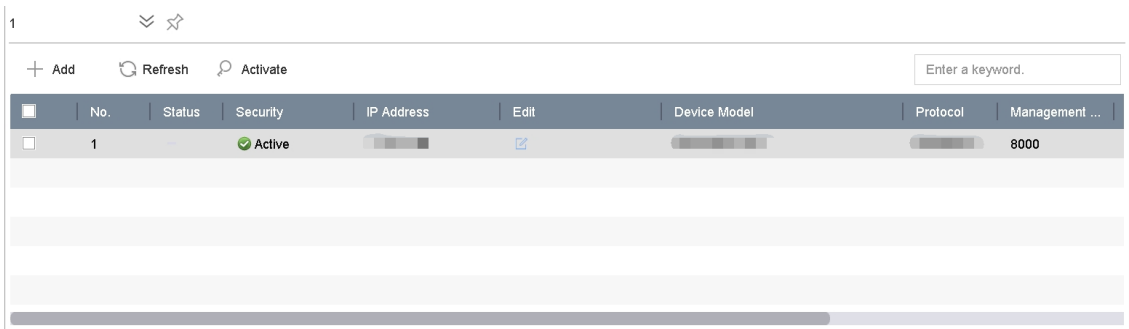 1
Add Refresh Activate Enter a keyword.
No. Status Security IP Address Edit Device Model Protocol Management ...
1 Active 8000